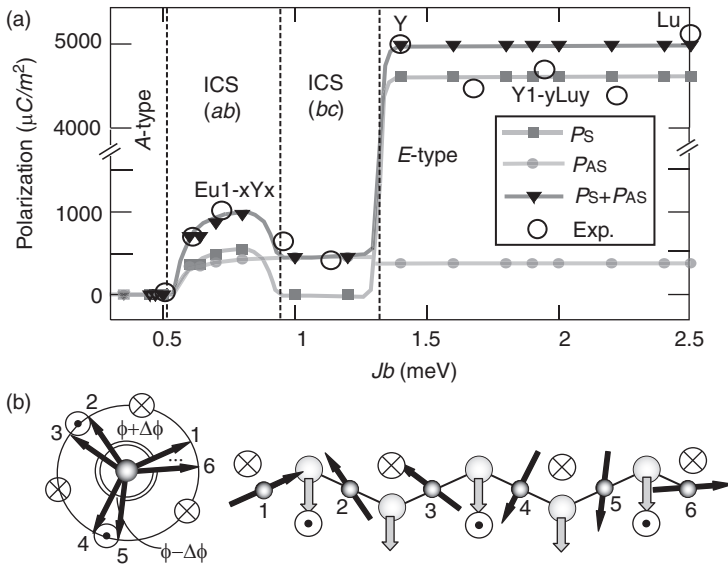 (a)
Polarization (μC/m²)
5000
4000
1000
0
A-type
ICS
(ab)
ICS
(bc)
E-type
Eu1-xYx
Y
Lu
Y1-yLuy
PS
PAS
PS+PAS
Exp.
0.5
1
1.5
2
2.5
Jb (meV)
(b)
2
3
1
6
4
5
...
ϕ+Δϕ
ϕ−Δϕ
1
2
3
4
5
6